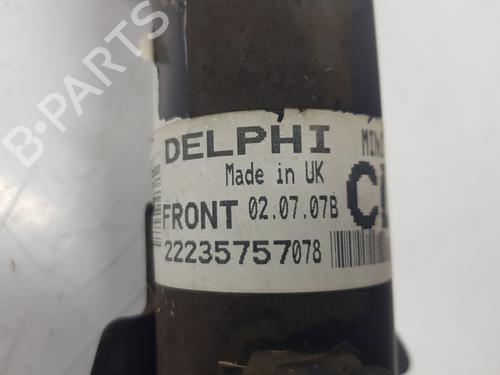 B-PARTS
DELPHI
Made in UK
FRONT 02.07.07B
22235757078